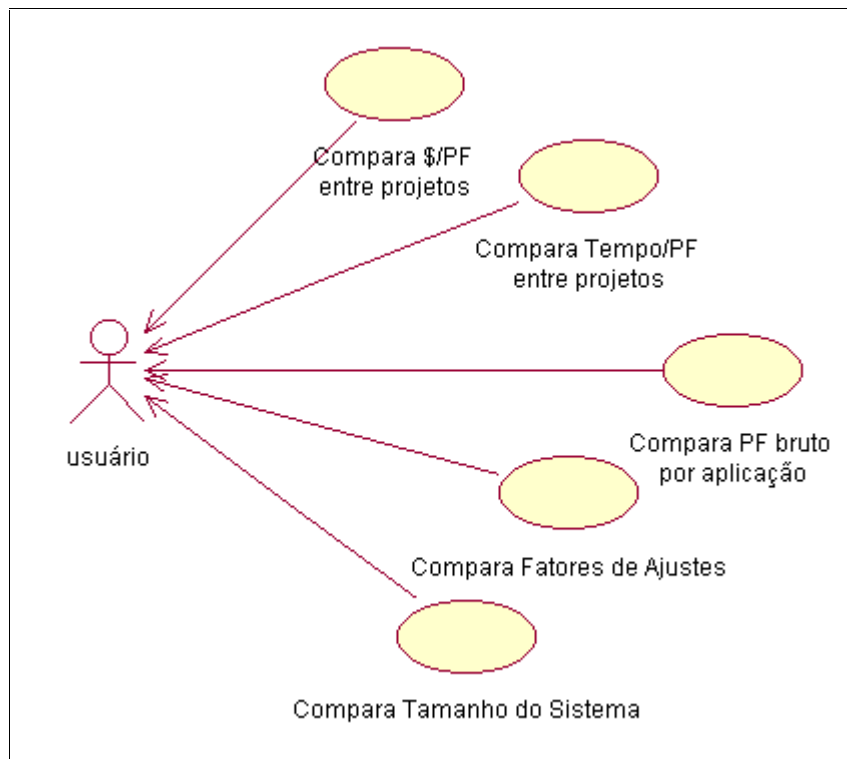 Compara $/PF
entre projetos
Compara Tempo/PF
entre projetos
usuário
Compara PF bruto
por aplicação
Compara Fatores de Ajustes
Compara Tamanho do Sistema